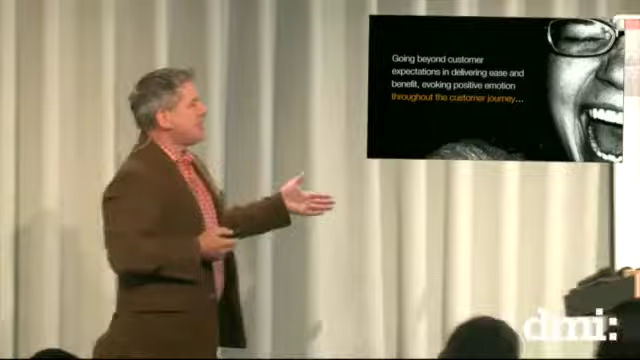 Going beyond customer
expectations in delivering ease and
benefit, evoking positive emotion
throughout the customer journey...
dmi: